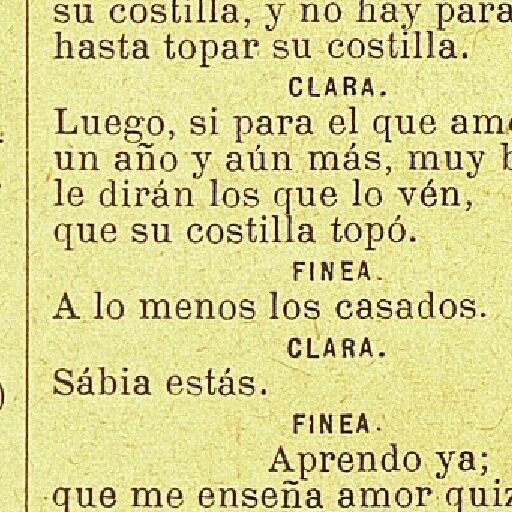 su costilla, y no hay para
hasta topar su costilla.
CLARA.
Luego, si para el que
un año y aún más, muy
le dirán los que lo vén,
que su costilla topó.
FINEA.
A lo menos los casados.
CLARA.
Sábia estás.
FINEA.
Aprendo ya;
que me enseña amor